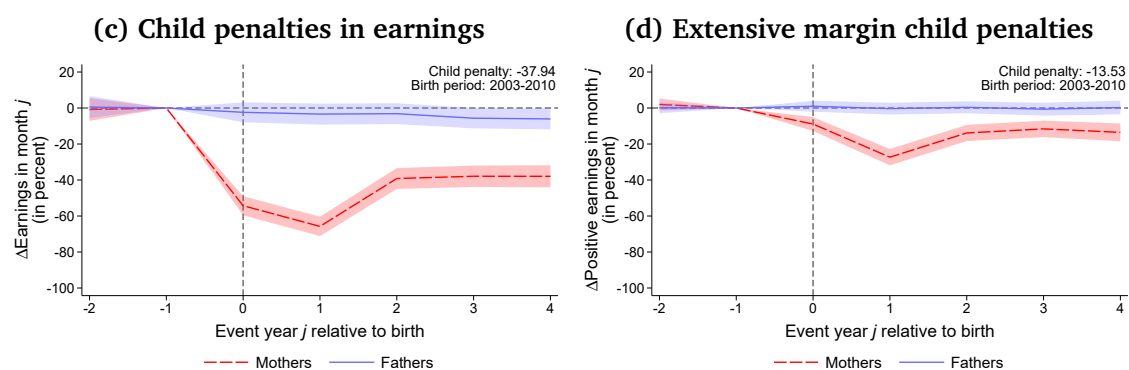 (c) Child penalties in earnings
Child penalty: -37.94
Birth period: 2003-2010
ΔEarnings in month j
(in percent)
20
0
-20
-40
-60
-80
-100
-2
-1
0
1
2
3
4
Event year j relative to birth
Mothers
Fathers
(d) Extensive margin child penalties
Child penalty: -13.53
Birth period: 2003-2010
ΔPositive earnings in month j
(in percent)
20
0
-20
-40
-60
-80
-100
-2
-1
0
1
2
3
4
Event year j relative to birth
Mothers
Fathers